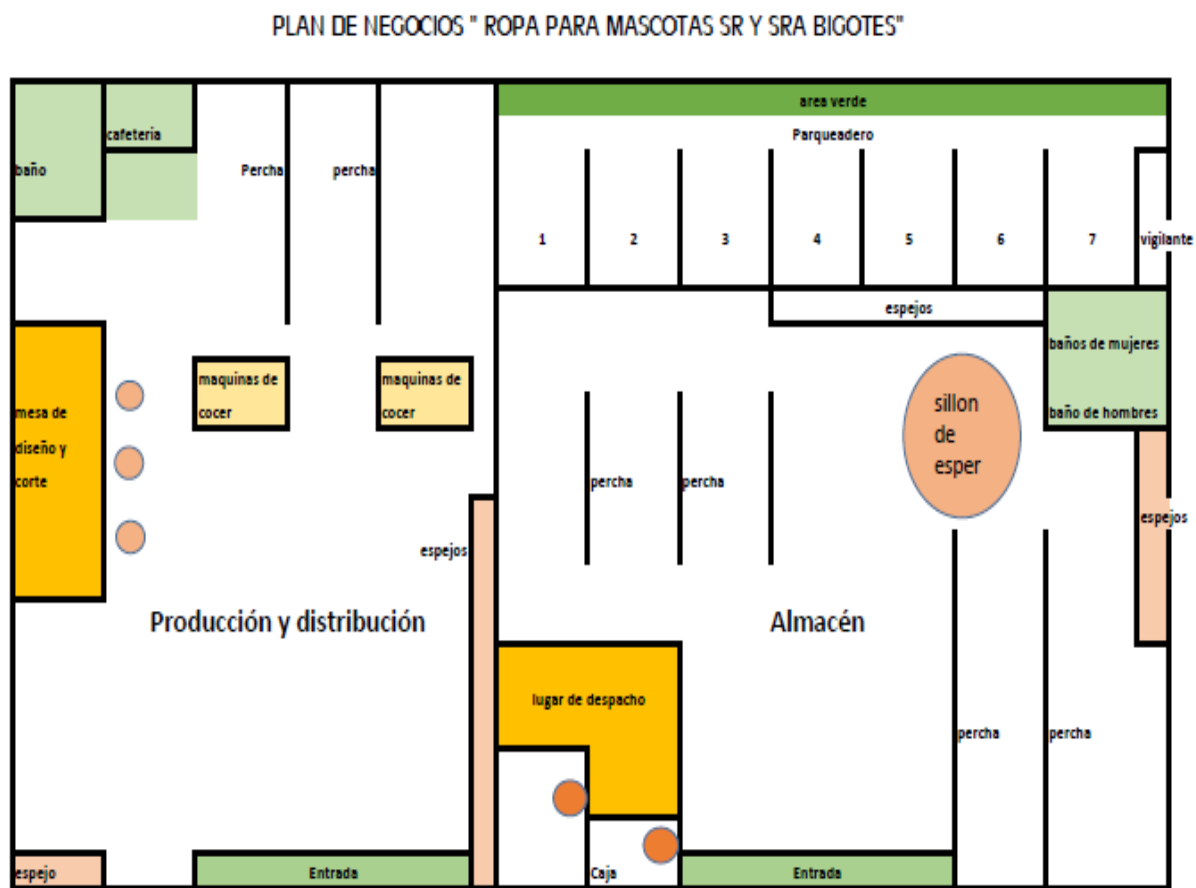 PLAN DE NEGOCIOS " ROPA PARA MASCOTAS SR Y SRA BIGOTES"
area verde
cafeteria
Parqueadero
baño
Percha
percha
1
2
3
4
5
6
7
vigilante
espejos
baños de mujeres
maquinas de
cocer
maquinas de
cocer
mesa de
diseño y
corte
sillon
de
esper
baño de hombres
percha
percha
espejos
espejos
Producción y distribución
Almacén
lugar de despacho
percha
percha
espejo
Entrada
Caja
Entrada